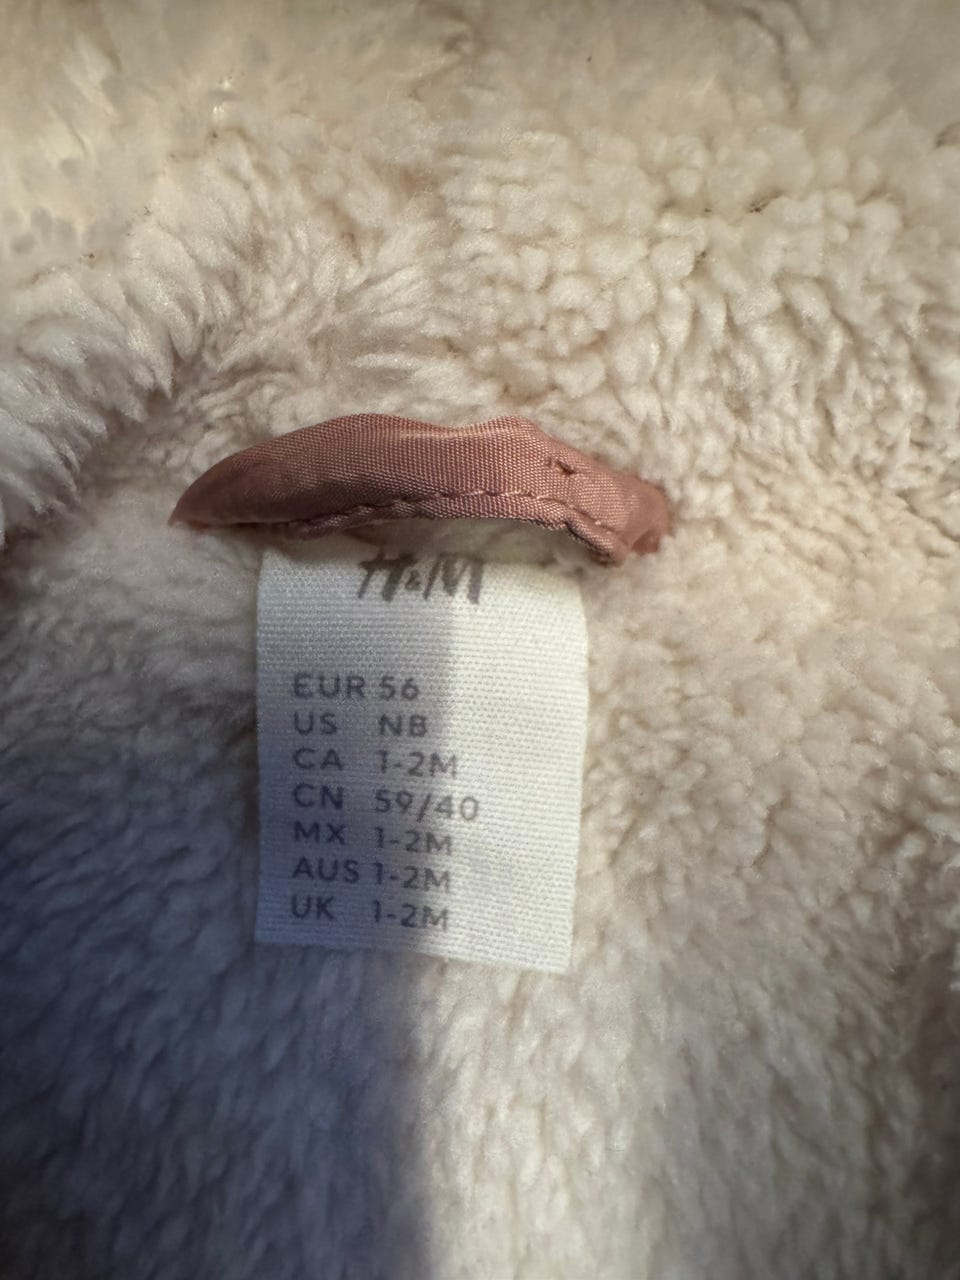 H&M
EUR 56
US NB
CA 1-2M
CN 59/40
MX 1-2M
AUS 1-2M
UK 1-2M